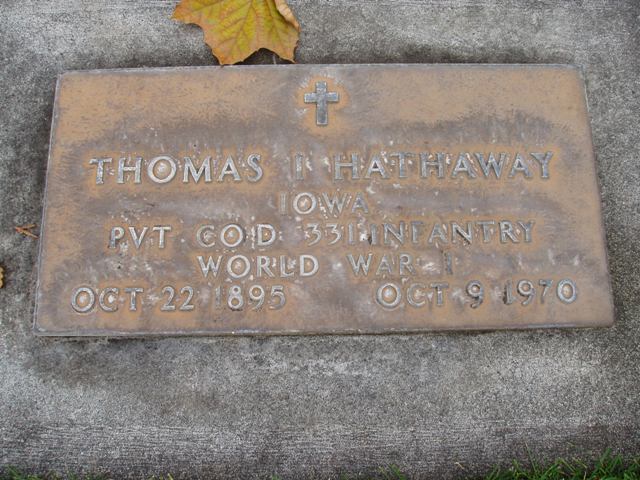 THOMAS I HATHAWAY
IOWA
PVT CO D 331 INFANTRY
WORLD WAR I
OCT 22 1895 OCT 9 1970